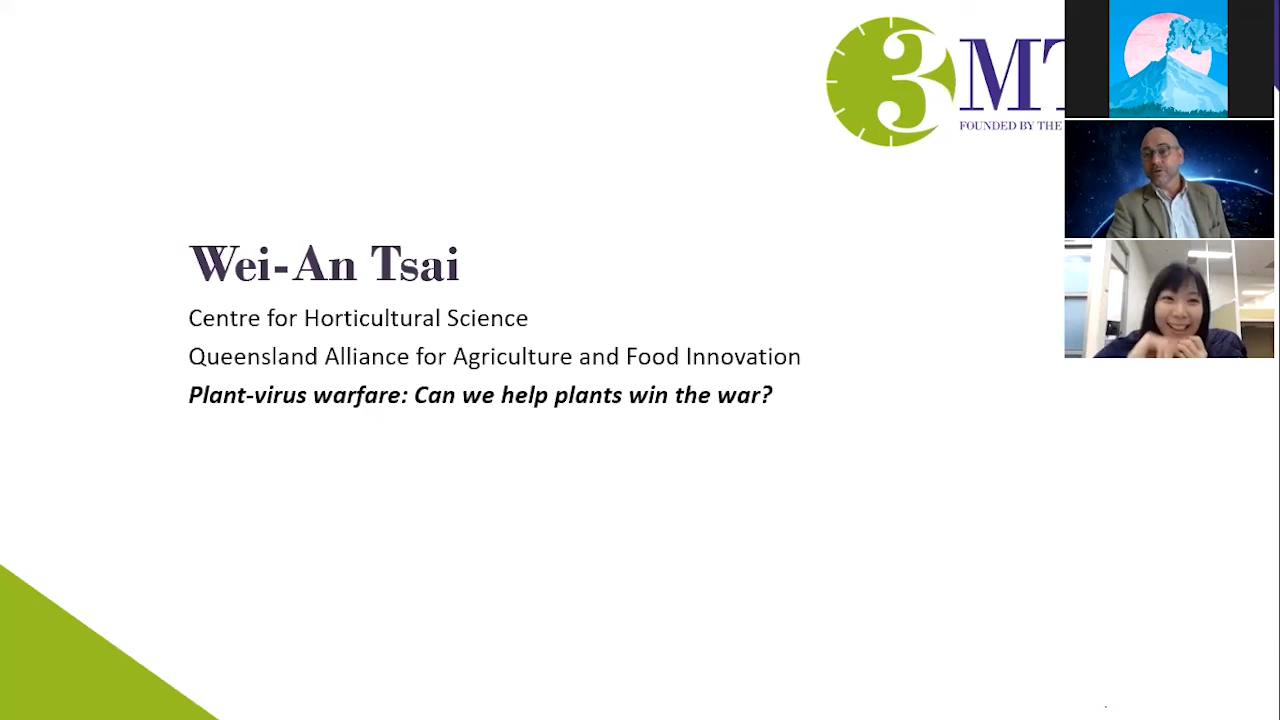 3MT
FOUNDED BY THE
Wei-An Tsai
Centre for Horticultural Science
Queensland Alliance for Agriculture and Food Innovation
Plant-virus warfare: Can we help plants win the war?